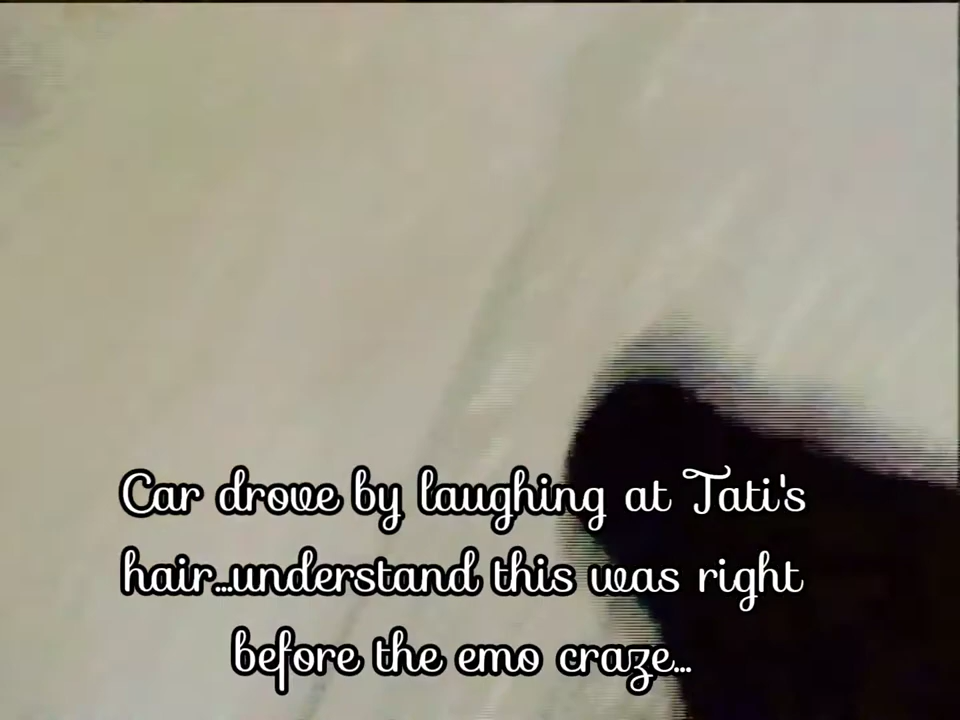 Car drove by laughing at Tati's
hair...understand this was right
before the emo craze...